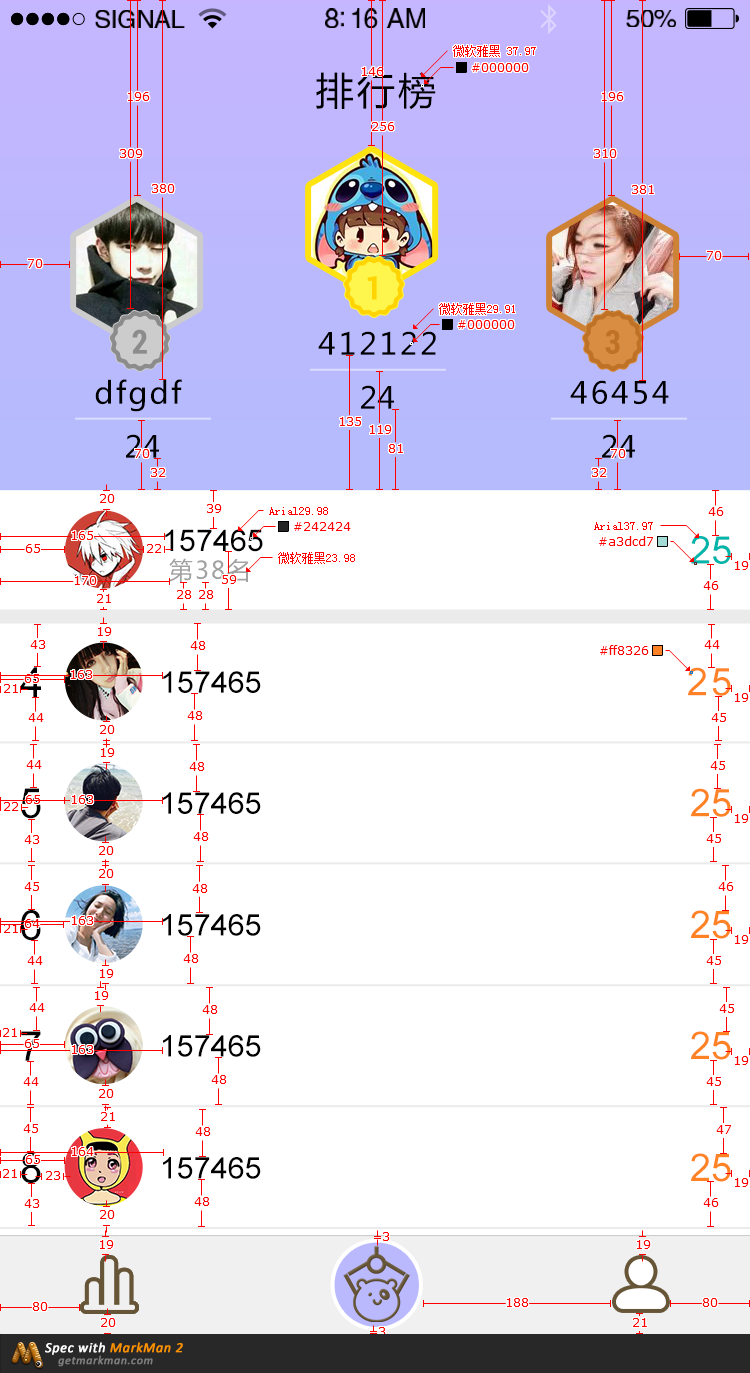 SIGNAL 8:16 AM 50%
微软雅黑 37.97
146 #000000
排行榜
196 196
256
309 310
380 381
70 70
1
微软雅黑29.91
#000000
2 412122 3
dfgdf 24 46454
135 119 81
24 24
70 70
32 32
20 39 46
Arial29.98
#242424
Arial37.97
#a3dcd7
165 157465 25
65 22
微软雅黑23.98
第38名 19
170 59
21 28 28 46
19
43 48 44
#ff8326
4 65 163 157465 25
21 19
44 48 45
20
19
44 48 45
5 65 163 157465 25
22 19
43 48 45
20
20
45 48 46
6 64 163 157465 25
21 19
44 48 45
19
19
44 48 45
21
7 65 163 157465 25
19
44 48 45
20
21
45 48 47
164
8 65 157465 25
21 23 19
43 48 46
20
3
19 19
80 188 80
20 3 21
Spec with MarkMan 2
getmarkman.com